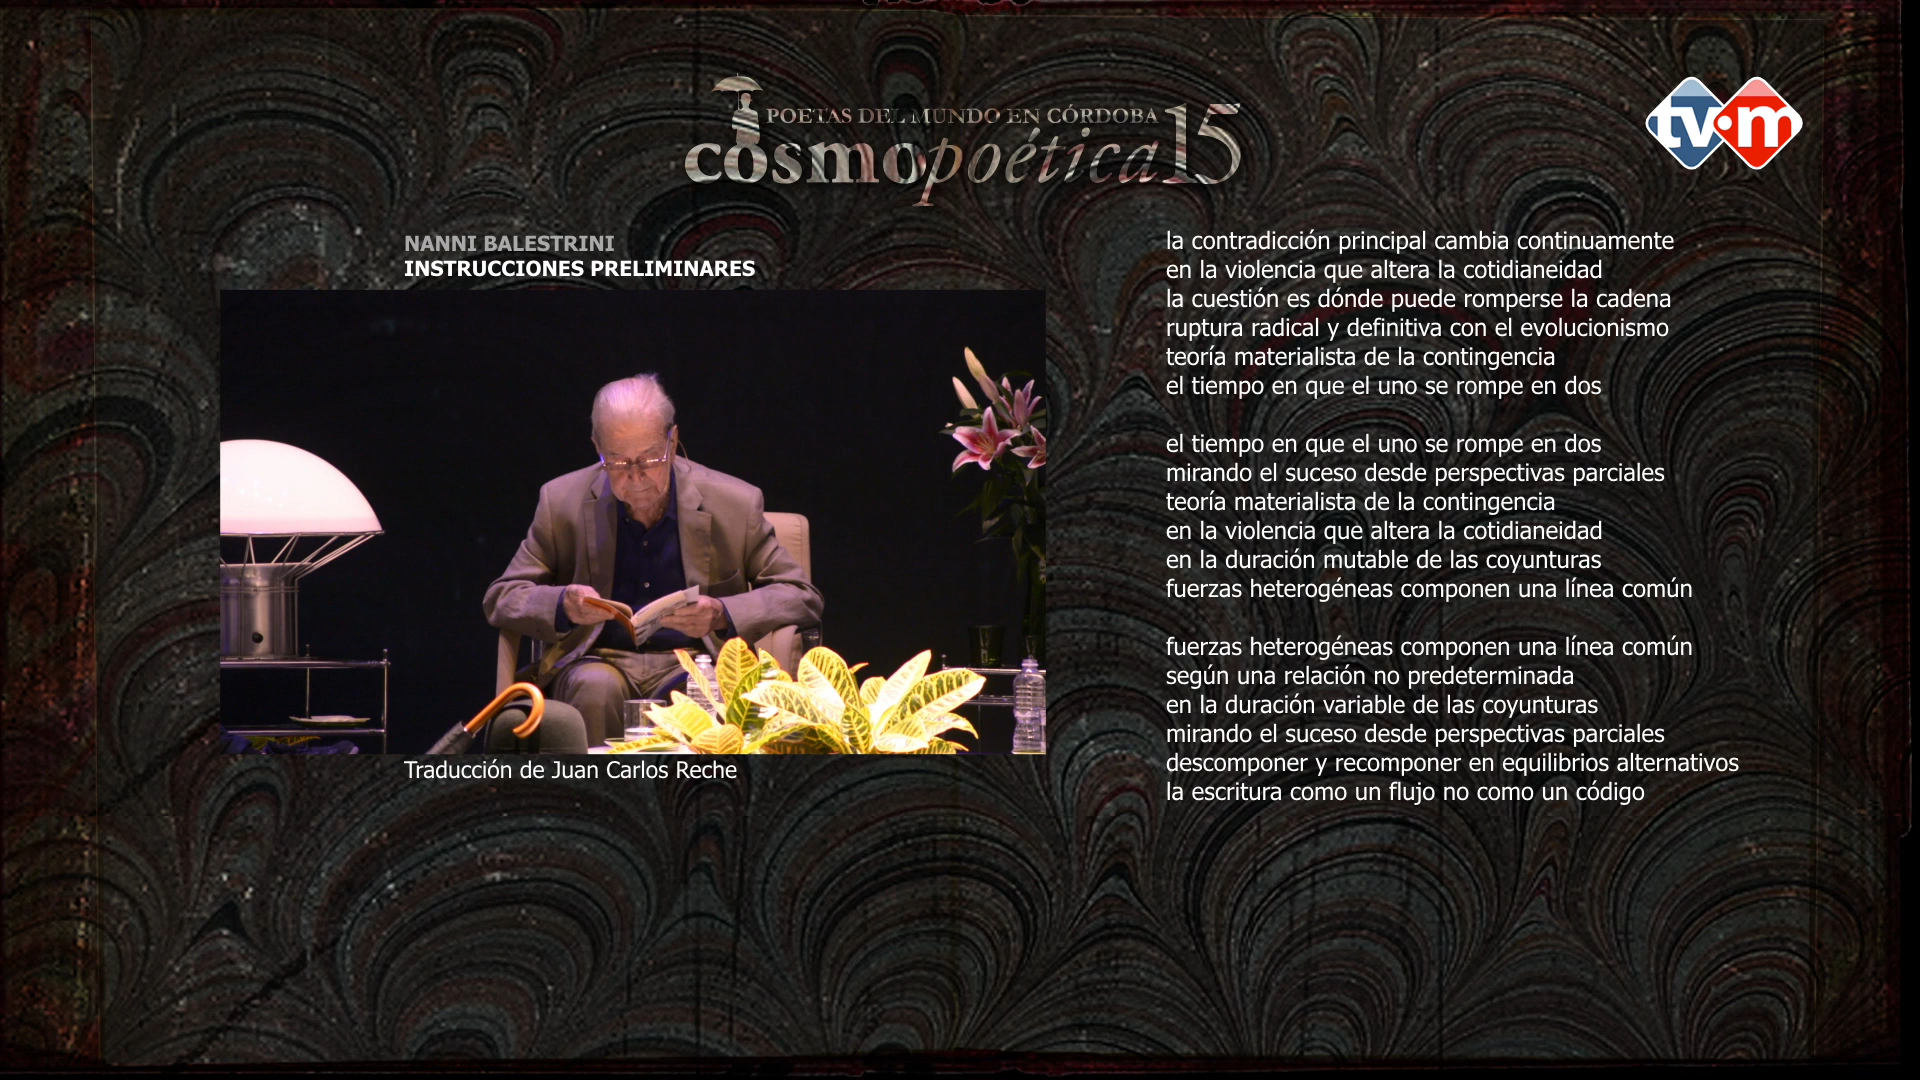 POETAS DEL MUNDO EN CÓRDOBA
cosmopoética15
tv.m
NANNI BALESTRINI
INSTRUCCIONES PRELIMINARES
Traducción de Juan Carlos Reche
la contradicción principal cambia continuamente
en la violencia que altera la cotidianeidad
la cuestión es dónde puede romperse la cadena
ruptura radical y definitiva con el evolucionismo
teoría materialista de la contingencia
el tiempo en que el uno se rompe en dos
el tiempo en que el uno se rompe en dos
mirando el suceso desde perspectivas parciales
teoría materialista de la contingencia
en la violencia que altera la cotidianeidad
en la duración mutable de las coyunturas
fuerzas heterogéneas componen una línea común
fuerzas heterogéneas componen una línea común
según una relación no predeterminada
en la duración variable de las coyunturas
mirando el suceso desde perspectivas parciales
descomponer y recomponer en equilibrios alternativos
la escritura como un flujo no como un código